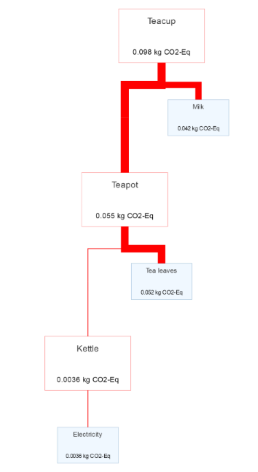 Teacup
0.098 kg CO2-Eq
Milk
0.042 kg CO2-Eq
Teapot
0.055 kg CO2-Eq
Tea leaves
0.052 kg CO2-Eq
Kettle
0.0036 kg CO2-Eq
Electricity
0.0036 kg CO2-Eq